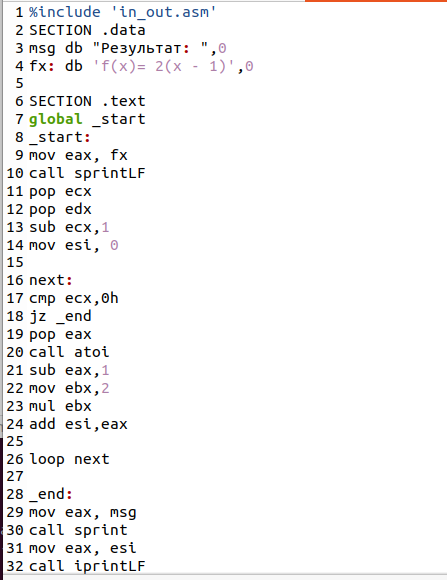 1 %include 'in_out.asm'
2 SECTION .data
3 msg db "Результат: ",0
4 fx: db 'f(x)= 2(x - 1)',0
5
6 SECTION .text
7 global _start
8 _start:
9 mov eax, fx
10 call sprintLF
11 pop ecx
12 pop edx
13 sub ecx,1
14 mov esi, 0
15
16 next:
17 cmp ecx,0h
18 jz _end
19 pop eax
20 call atoi
21 sub eax,1
22 mov ebx,2
23 mul ebx
24 add esi,eax
25
26 loop next
27
28 _end:
29 mov eax, msg
30 call sprint
31 mov eax, esi
32 call iprintLF